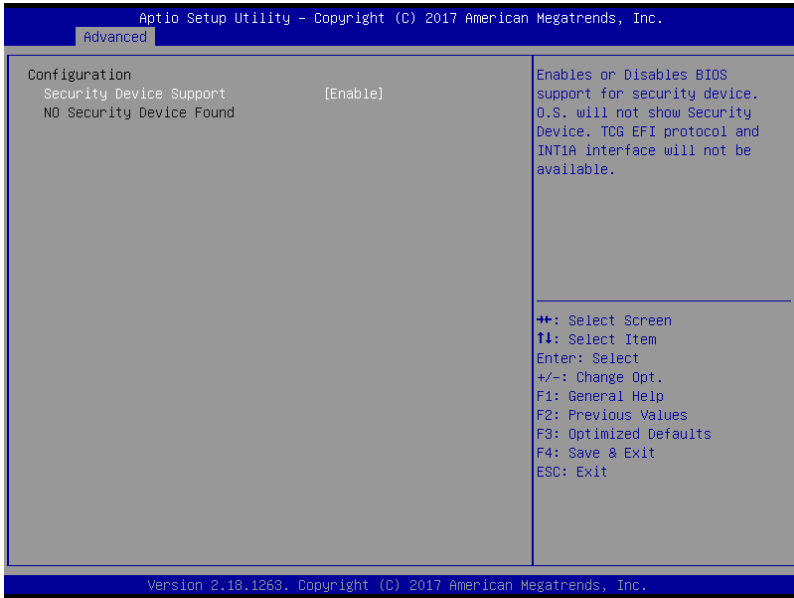 Aptio Setup Utility – Copyright (C) 2017 American Megatrends, Inc.
Advanced
Configuration
Security Device Support [Enable]
NO Security Device Found
Enables or Disables BIOS
support for security device.
O.S. will not show Security
Device. TCG EFI protocol and
INT1A interface will not be
available.
→←: Select Screen
↑↓: Select Item
Enter: Select
+/-: Change Opt.
F1: General Help
F2: Previous Values
F3: Optimized Defaults
F4: Save & Exit
ESC: Exit
Version 2.18.1263. Copyright (C) 2017 American Megatrends, Inc.